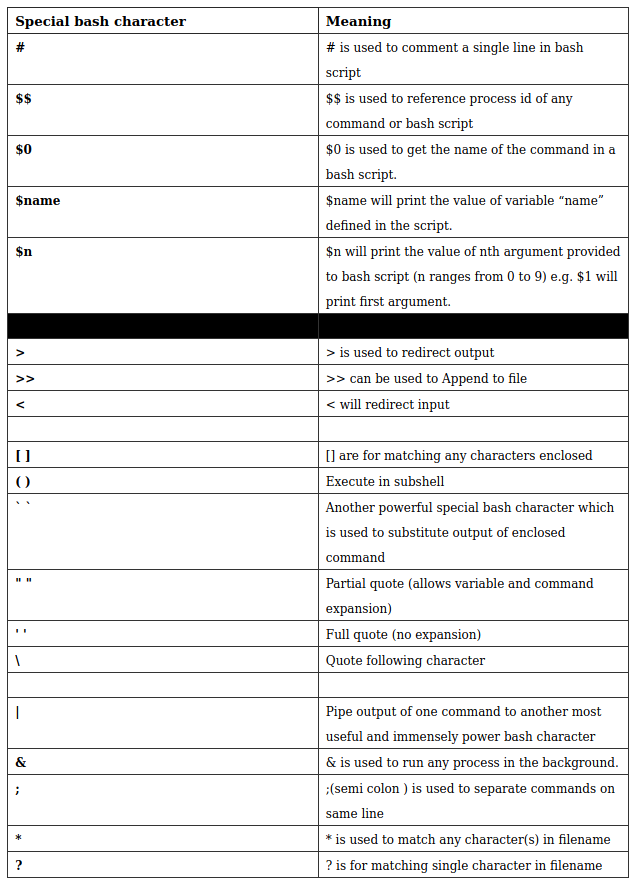 Special bash character Meaning
# # is used to comment a single line in bash
script
$$ $$ is used to reference process id of any
command or bash script
$0 $0 is used to get the name of the command in a
bash script.
$name $name will print the value of variable “name”
defined in the script.
$n $n will print the value of nth argument provided
to bash script (n ranges from 0 to 9) e.g. $1 will
print first argument.
> > is used to redirect output
>> >> can be used to Append to file
< < will redirect input
[ ] [] are for matching any characters enclosed
( ) Execute in subshell
` ` Another powerful special bash character which
is used to substitute output of enclosed
command
" " Partial quote (allows variable and command
expansion)
' ' Full quote (no expansion)
\ Quote following character
| Pipe output of one command to another most
useful and immensely power bash character
& & is used to run any process in the background.
; ;(semi colon ) is used to separate commands on
same line
* * is used to match any character(s) in filename
? ? is for matching single character in filename